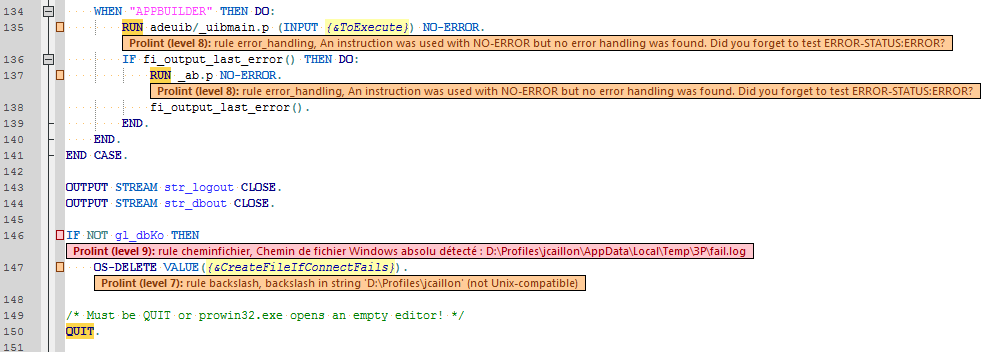 134 WHEN "APPBUILDER" THEN DO:
135 RUN adeuib/_uibmain.p (INPUT {&ToExecute}) NO-ERROR.
Prolint (level 8): rule error_handling, An instruction was used with NO-ERROR but no error handling was found. Did you forget to test ERROR-STATUS:ERROR?
136 IF fi_output_last_error() THEN DO:
137 RUN _ab.p NO-ERROR.
Prolint (level 8): rule error_handling, An instruction was used with NO-ERROR but no error handling was found. Did you forget to test ERROR-STATUS:ERROR?
138 fi_output_last_error().
139 END.
140 END.
141 END CASE.
142
143 OUTPUT STREAM str_logout CLOSE.
144 OUTPUT STREAM str_dbout CLOSE.
145
146 IF NOT gl_dbKo THEN
Prolint (level 9): rule cheminfichier, Chemin de fichier Windows absolu détecté : D:\Profiles\jcaillon\AppData\Local\Temp\3P\fail.log
147 OS-DELETE VALUE({&CreateFileIfConnectFails}).
Prolint (level 7): rule backslash, backslash in string 'D:\Profiles\jcaillon' (not Unix-compatible)
148
149 /* Must be QUIT or prowin32.exe opens an empty editor! */
150 QUIT.
151